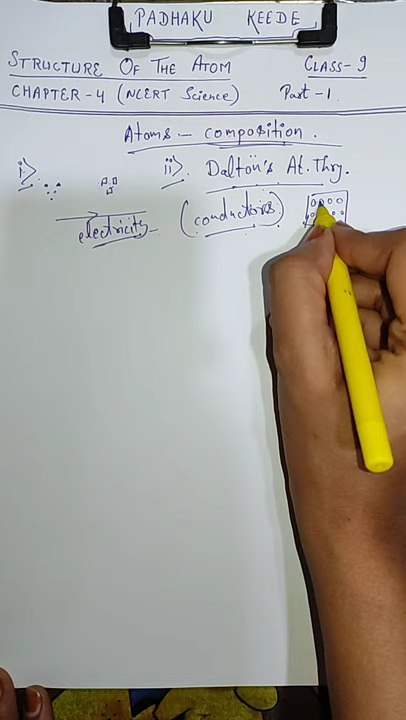 PADHAKU KEEDE
STRUCTURE OF THE ATOM CLASS-9
CHAPTER-4 (NCERT Science) Part-1.
Atoms - composition.
i> ii>. Dalton's At. Thry.
electricity (conductors)